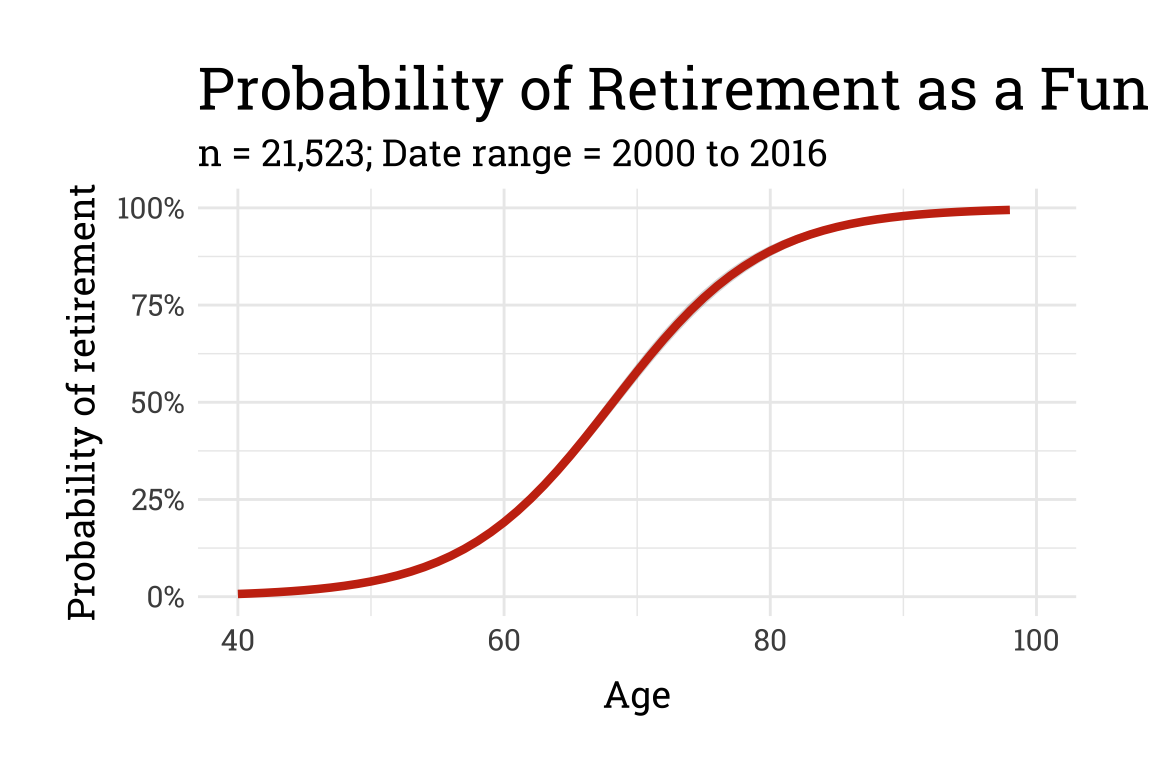 Probability of Retirement as a Fun
n = 21,523; Date range = 2000 to 2016
Probability of retirement
100%
75%
50%
25%
0%
40 60 80 100
Age